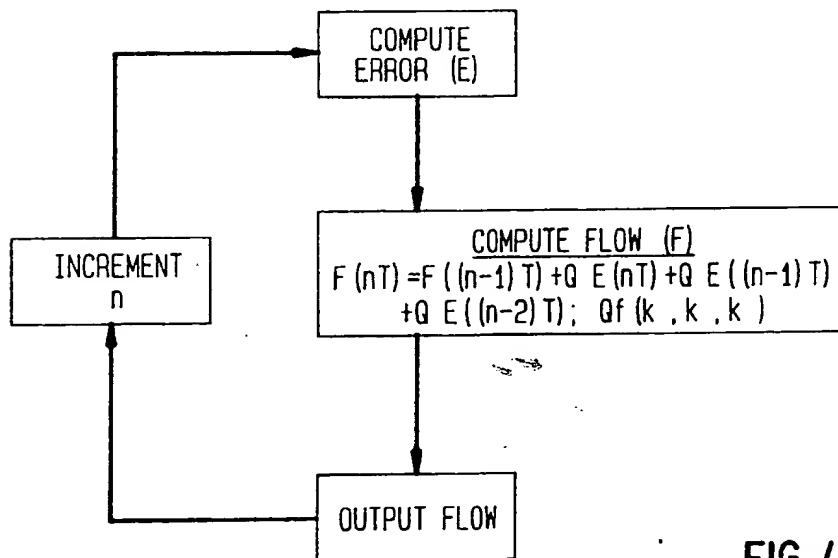 COMPUTE
ERROR (E)
COMPUTE FLOW (F)
F(nT)=F((n-1)T)+Q E(nT)+Q E((n-1)T)
+Q E((n-2)T); Qf(k ,k ,k )
INCREMENT
n
OUTPUT FLOW